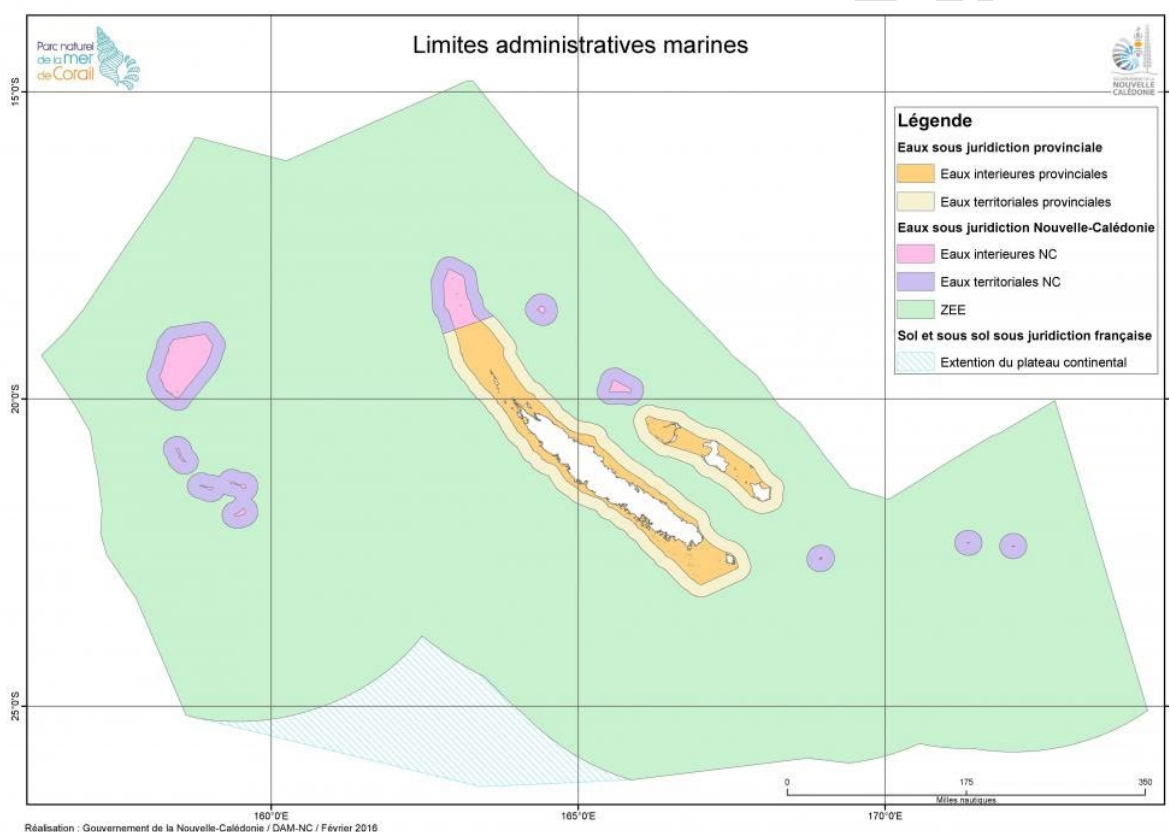 Parc naturel
de la mer
de Corail
Limites administratives marines
GOUVERNEMENT DE LA
NOUVELLE
CALÉDONIE
15°0'S
20°0'S
25°0'S
Légende
Eaux sous juridiction provinciale
Eaux interieures provinciales
Eaux territoriales provinciales
Eaux sous juridiction Nouvelle-Calédonie
Eaux interieures NC
Eaux territoriales NC
ZEE
Sol et sous sol sous juridiction française
Extention du plateau continental
0 175 350
Milles nautiques
160°0'E 165°0'E 170°0'E
Réalisation : Gouvernement de la Nouvelle-Calédonie / DAM-NC / Février 2016